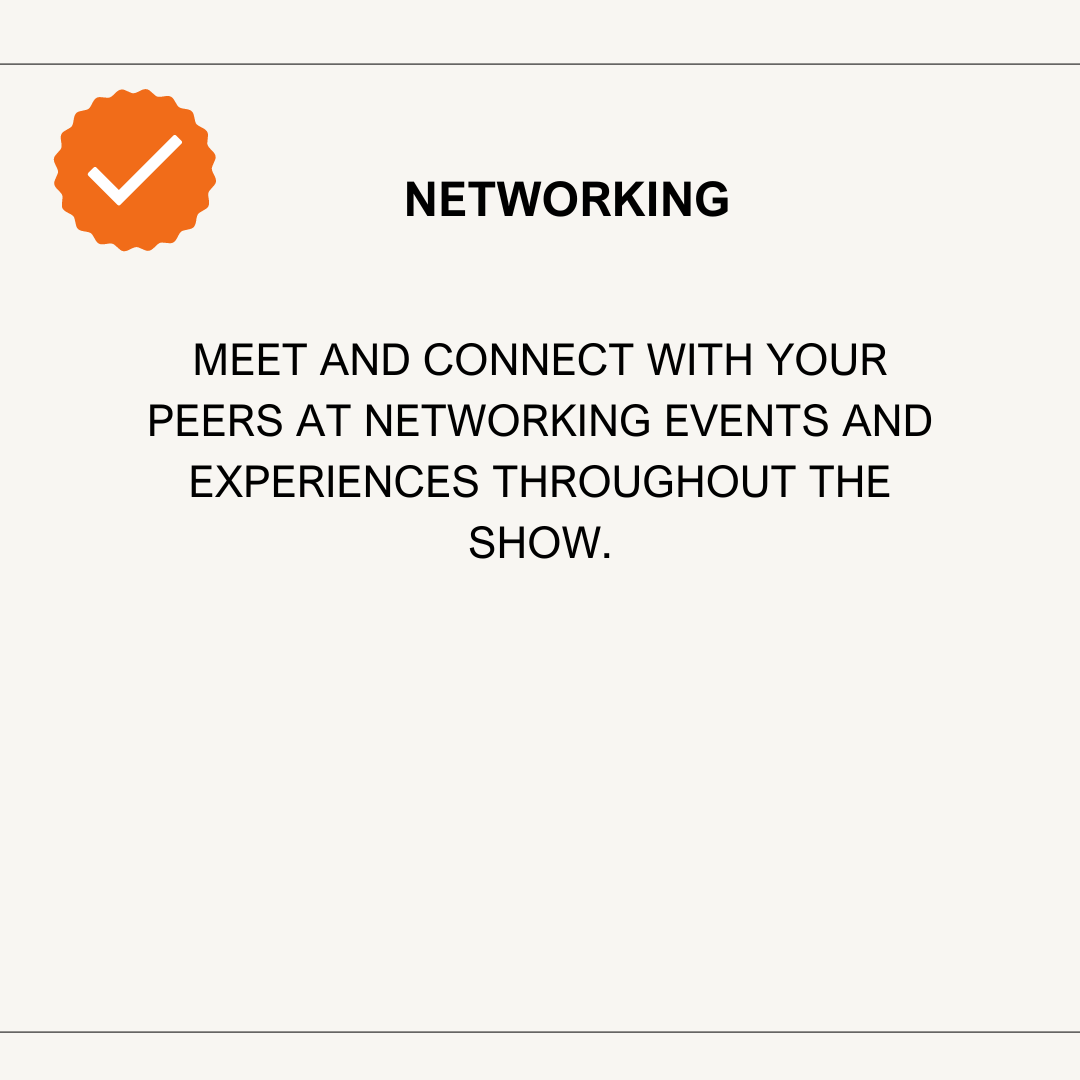 NETWORKING
MEET AND CONNECT WITH YOUR
PEERS AT NETWORKING EVENTS AND
EXPERIENCES THROUGHOUT THE
SHOW.